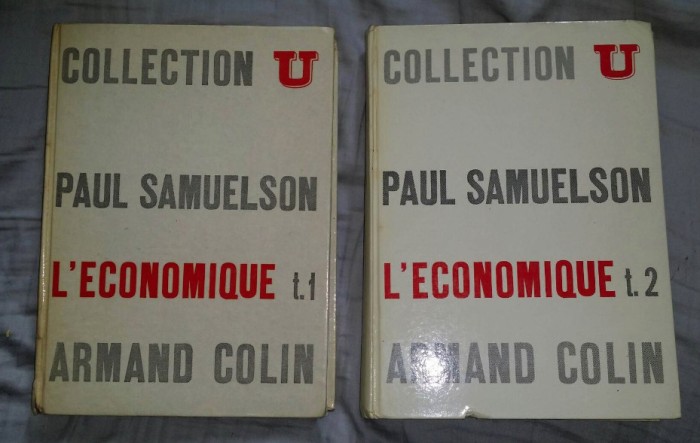 COLLECTION U
PAUL SAMUELSON
L'ECONOMIQUE t.1
ARMAND COLIN
COLLECTION U
PAUL SAMUELSON
L'ECONOMIQUE t.2
ARMAND COLIN